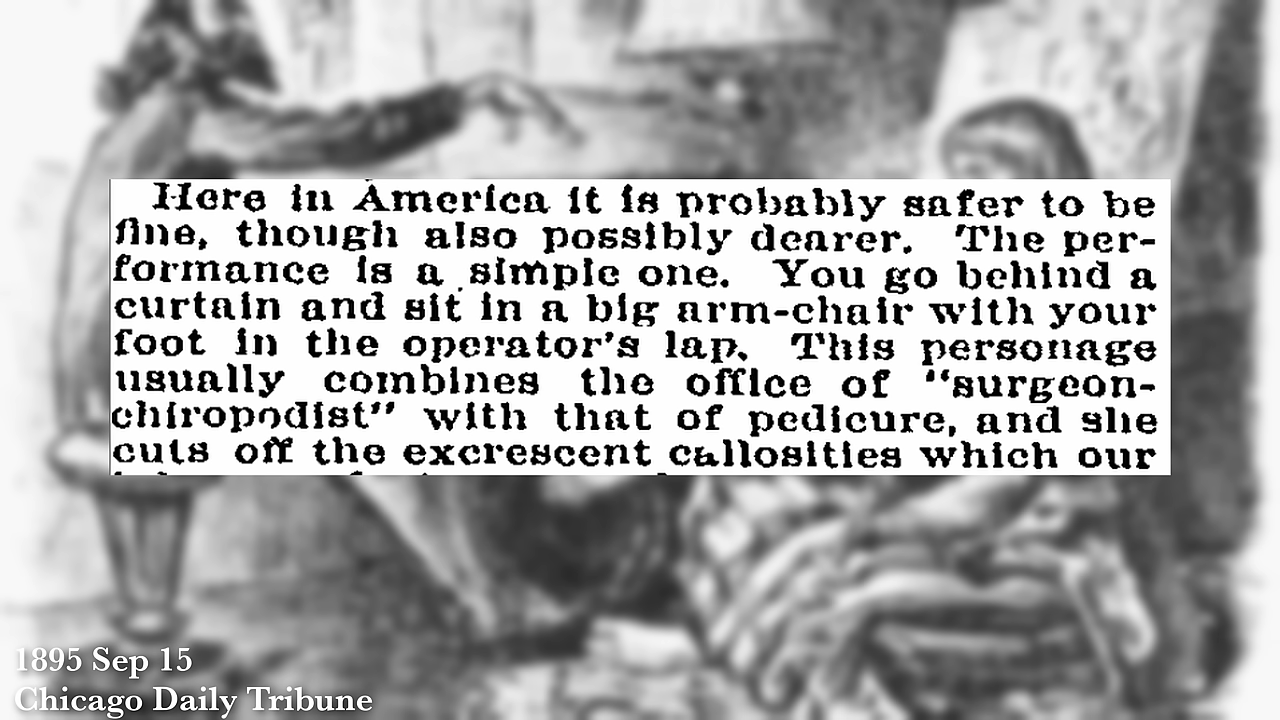 Here in America it is probably safer to be
fine, though also possibly dearer. The per-
formance is a simple one. You go behind a
curtain and sit in a big arm-chair with your
foot in the operator's lap. This personage
usually combines the office of "surgeon-
chiropodist" with that of pedicure, and she
cuts off the excrescent callosities which our
1895 Sep 15
Chicago Daily Tribune